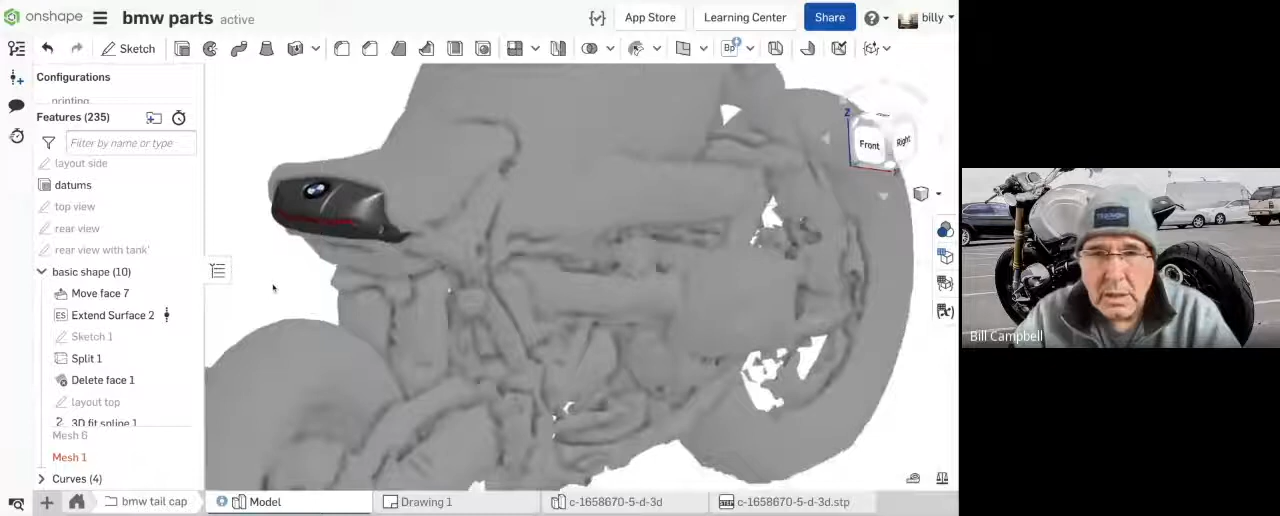 onshape
bmw parts active
App Store
Learning Center
Share
billy
Sketch
Configurations
printing
Features (235)
Filter by name or type
layout side
datums
top view
rear view
rear view with tank'
basic shape (10)
Move face 7
ES Extend Surface 2
Sketch 1
Split 1
Delete face 1
layout top
3D fit spline 1
Mesh 6
Mesh 1
Curves (4)
Z
Front
Right
Bp
bmw tail cap
Model
Drawing 1
c-1658670-5-d-3d
c-1658670-5-d-3d.stp
TRIUMPH
Bill Campbell